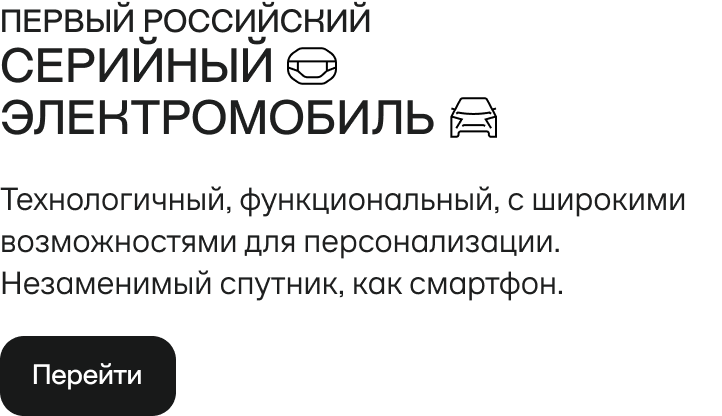 ПЕРВЫЙ РОССИЙСКИЙ
СЕРИЙНЫЙ
ЭЛЕКТРОМОБИЛЬ
Технологичный, функциональный, с широкими
возможностями для персонализации.
Незаменимый спутник, как смартфон.
Перейти